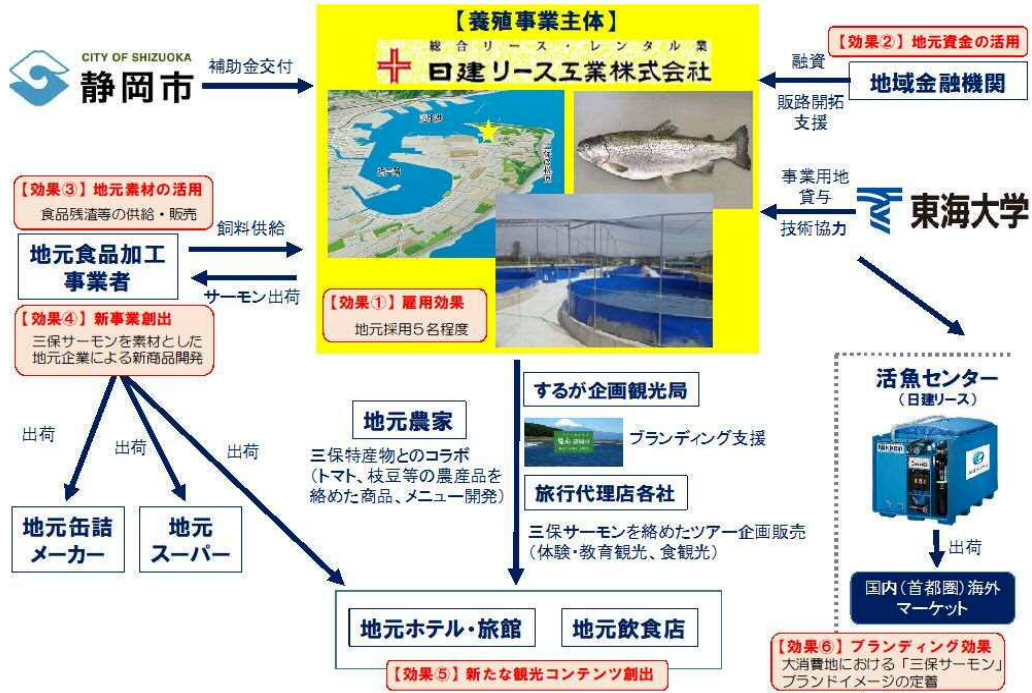 【養殖事業主体】
総合リース・レンタル業
日建リース工業株式会社
CITY OF SHIZUOKA
静岡市
補助金交付
【効果②】地元資金の活用
融資
地域金融機関
販路開拓
支援
事業用地
貸与
東海大学
技術協力
【効果③】地元素材の活用
食品残渣等の供給・販売
地元食品加工
事業者
飼料供給
サーモン出荷
【効果①】雇用効果
地元採用5名程度
【効果④】新事業創出
三保サーモンを素材とした
地元企業による新商品開発
出荷
出荷
出荷
地元缶詰
メーカー
地元
スーパー
地元農家
三保特産物とのコラボ
(トマト、枝豆等の農産品を
絡めた商品、メニュー開発)
するが企画観光局
ブランディング支援
旅行代理店各社
三保サーモンを絡めたツアー企画販売
(体験・教育観光、食観光)
地元ホテル・旅館
地元飲食店
【効果⑤】新たな観光コンテンツ創出
活魚センター
(日建リース)
出荷
国内(首都圏)海外
マーケット
【効果⑥】ブランディング効果
大消費地における「三保サーモン」
ブランドイメージの定着